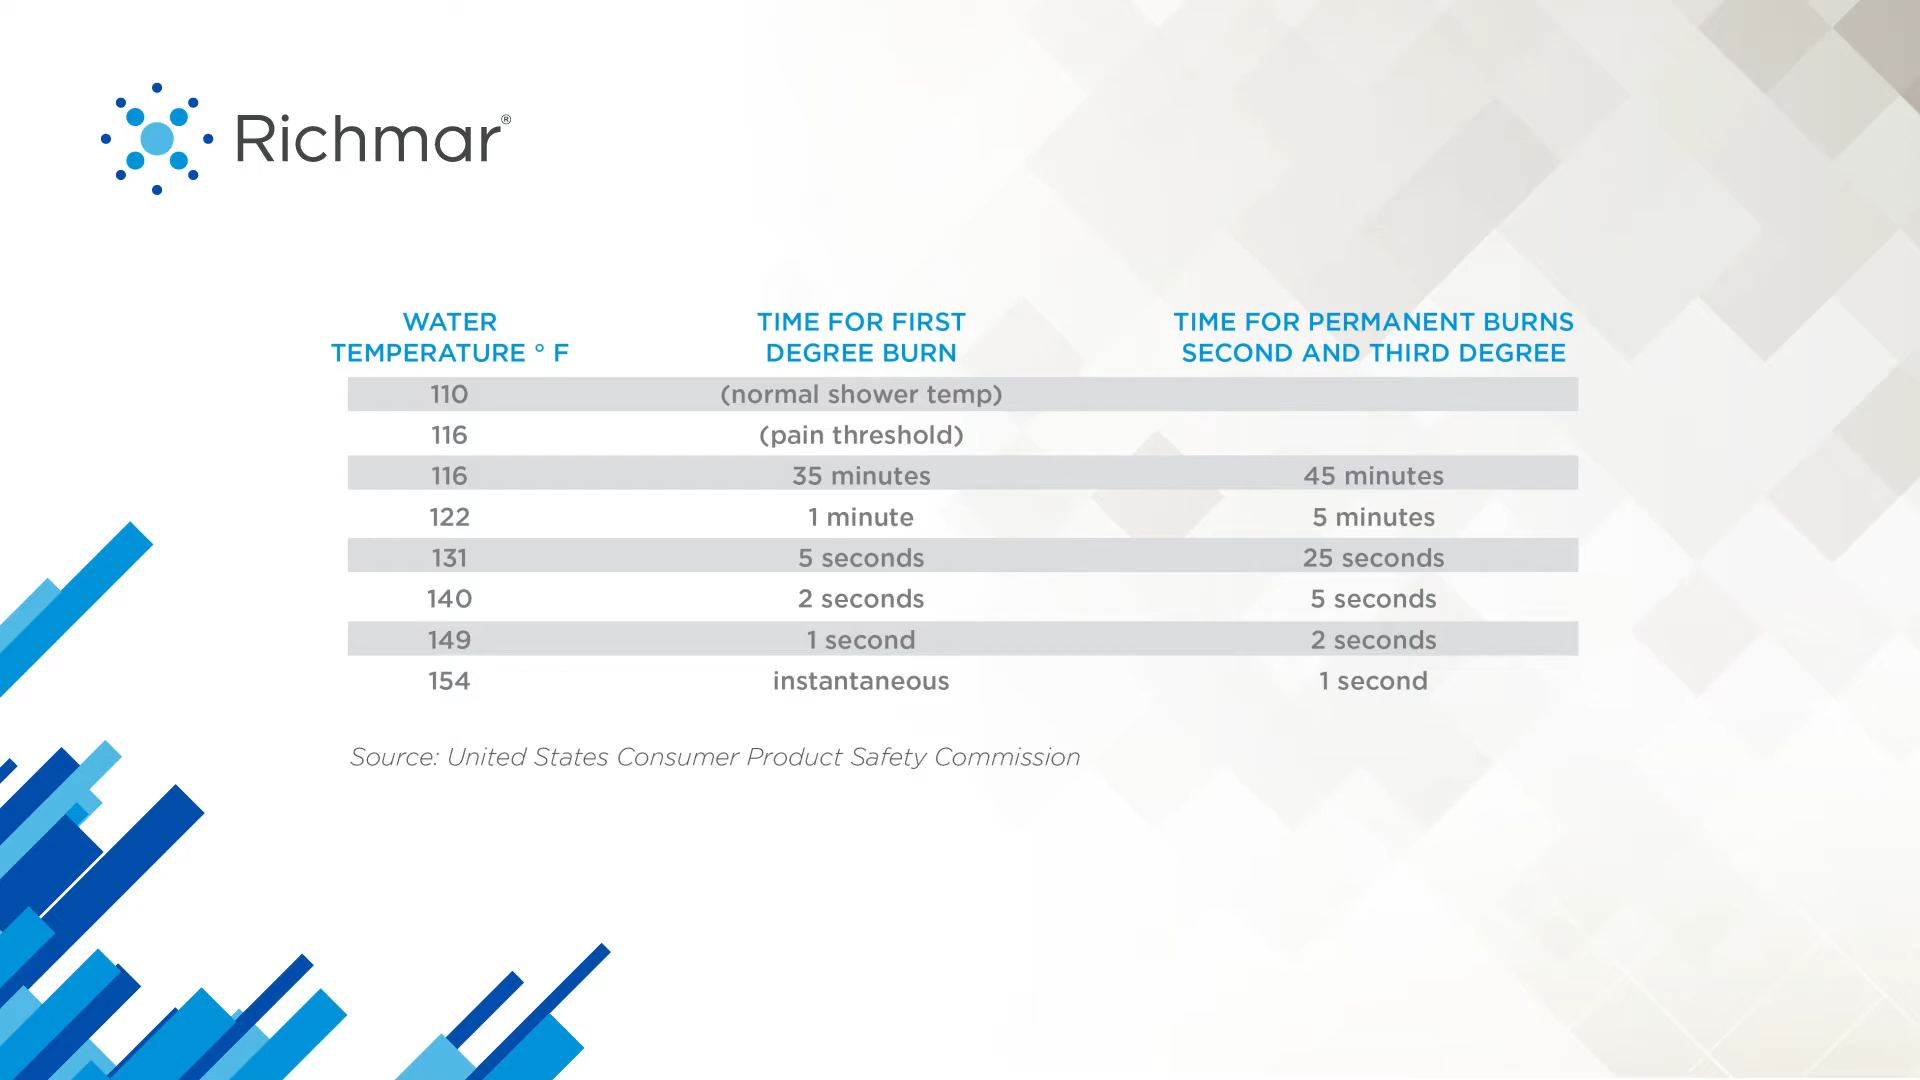 Richmar®
WATER TEMPERATURE ° F
TIME FOR FIRST DEGREE BURN
TIME FOR PERMANENT BURNS SECOND AND THIRD DEGREE
110 (normal shower temp)
116 (pain threshold)
116 35 minutes 45 minutes
122 1 minute 5 minutes
131 5 seconds 25 seconds
140 2 seconds 5 seconds
149 1 second 2 seconds
154 instantaneous 1 second
Source: United States Consumer Product Safety Commission